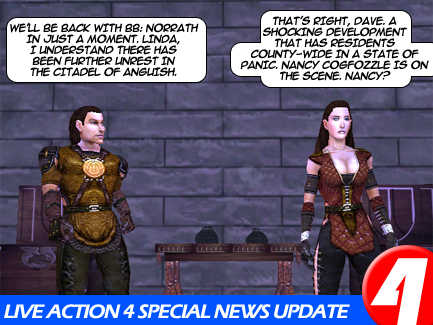 WE'LL BE BACK WITH BB: NORRATH
IN JUST A MOMENT. LINDA,
I UNDERSTAND THERE HAS
BEEN FURTHER UNREST IN
THE CITADEL OF ANGUISH.
THAT'S RIGHT, DAVE. A
SHOCKING DEVELOPMENT
THAT HAS RESIDENTS
COUNTY-WIDE IN A STATE OF
PANIC. NANCY COGFOZZLE IS ON
THE SCENE. NANCY?
LIVE ACTION 4 SPECIAL NEWS UPDATE
4